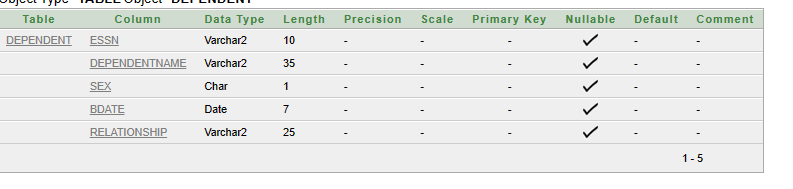 Object Type TABLE Object DEPENDENT
Table Column Data Type Length Precision Scale Primary Key Nullable Default Comment
DEPENDENT ESSN Varchar2 10 - - - - -
DEPENDENTNAME Varchar2 35 - - - - -
SEX Char 1 - - - - -
BDATE Date 7 - - - - -
RELATIONSHIP Varchar2 25 - - - - -
1 - 5